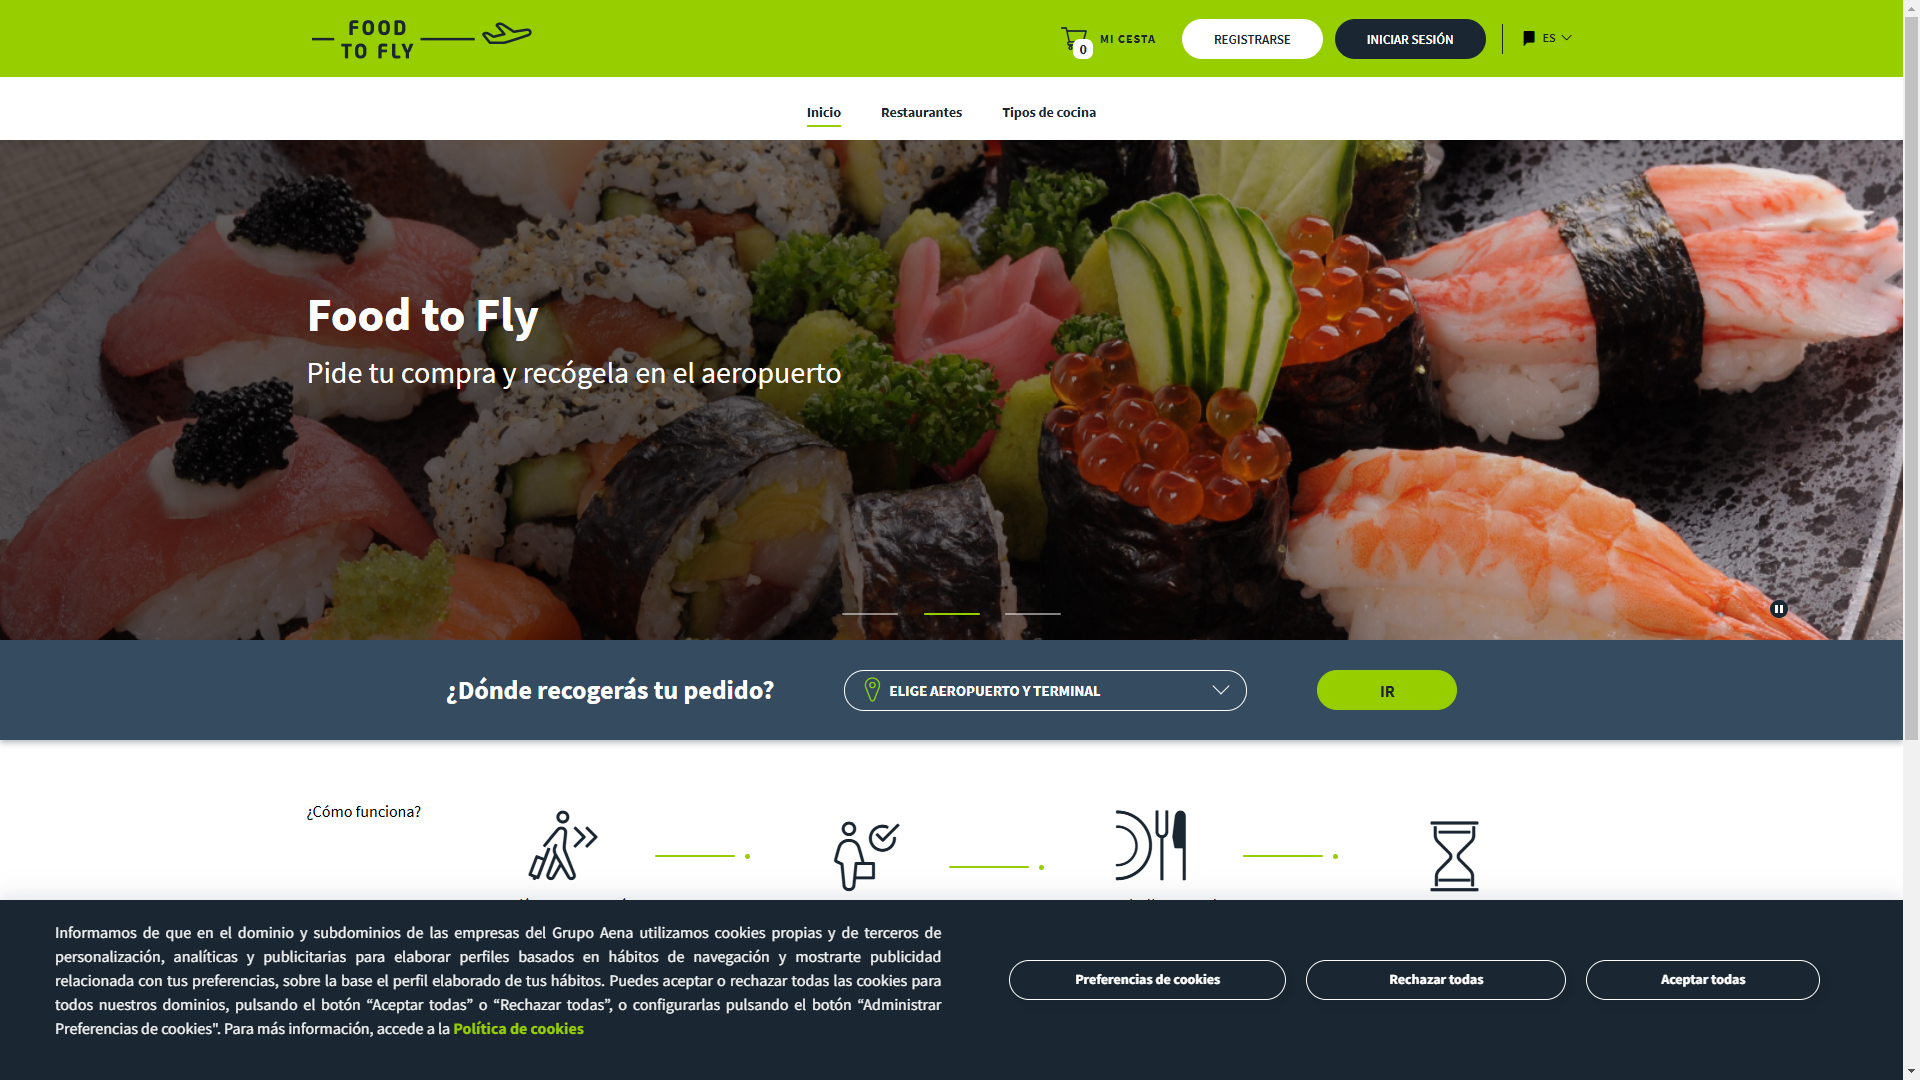 FOOD
TO FLY
0
MI CESTA
REGISTRARSE
INICIAR SESIÓN
ES
Inicio
Restaurantes
Tipos de cocina
Food to Fly
Pide tu compra y recógela en el aeropuerto
¿Dónde recogerás tu pedido?
ELIGE AEROPUERTO Y TERMINAL
IR
¿Cómo funciona?
Informamos de que en el dominio y subdominios de las empresas del Grupo Aena utilizamos cookies propias y de terceros de
personalización, analíticas y publicitarias para elaborar perfiles basados en hábitos de navegación y mostrarte publicidad
relacionada con tus preferencias, sobre la base el perfil elaborado de tus hábitos. Puedes aceptar o rechazar todas las cookies para
todos nuestros dominios, pulsando el botón “Aceptar todas” o “Rechazar todas”, o configurarlas pulsando el botón “Administrar
Preferencias de cookies". Para más información, accede a la Política de cookies
Preferencias de cookies
Rechazar todas
Aceptar todas